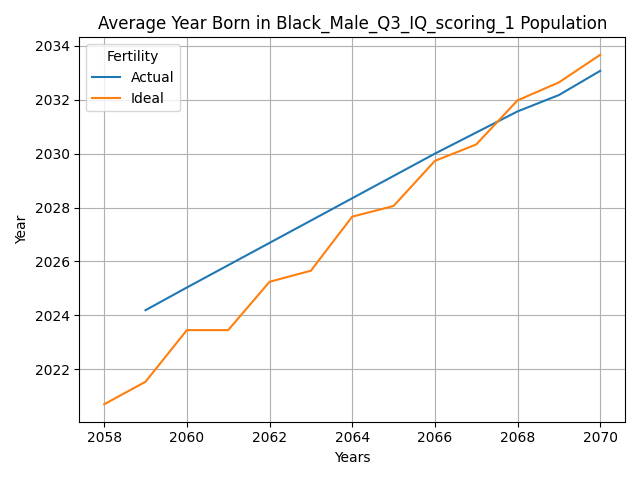 Average Year Born in Black_Male_Q3_IQ_scoring_1 Population
Fertility
Actual
Ideal
2034
2032
2030
2028
2026
2024
2022
Year
2058 2060 2062 2064 2066 2068 2070
Years